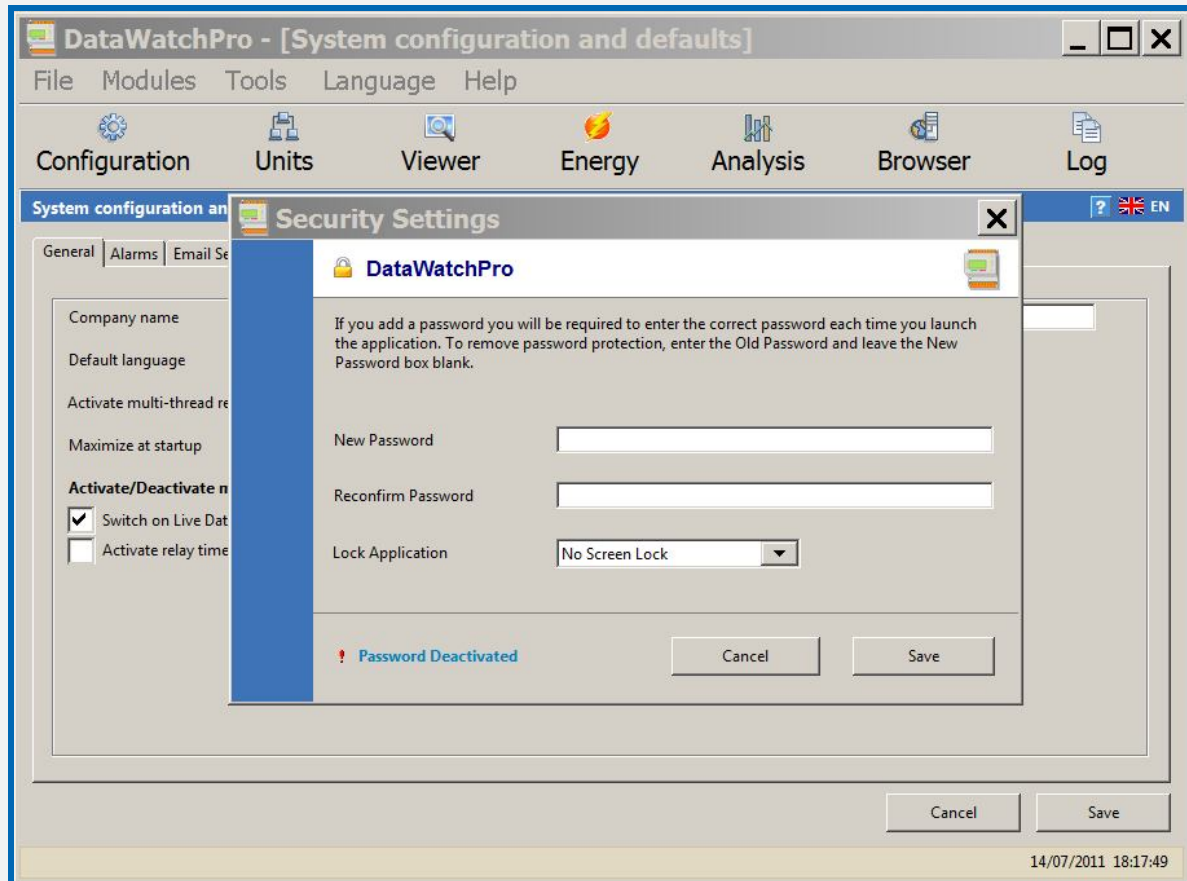 DataWatchPro - [System configuration and defaults]
File Modules Tools Language Help
Configuration Units Viewer Energy Analysis Browser Log
System configuration an
EN
Security Settings
General Alarms Email Se
DataWatchPro
If you add a password you will be required to enter the correct password each time you launch
the application. To remove password protection, enter the Old Password and leave the New
Password box blank.
Company name
Default language
Activate multi-thread re
Maximize at startup
Activate/Deactivate m
Switch on Live Dat
Activate relay time
New Password
Reconfirm Password
Lock Application No Screen Lock
! Password Deactivated Cancel Save
Cancel Save
14/07/2011 18:17:49